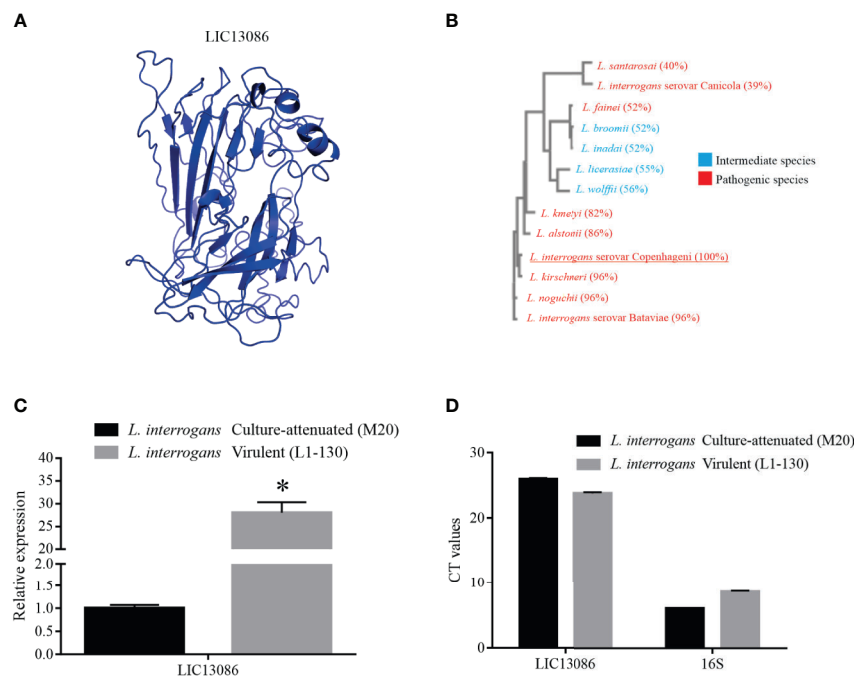 A
LIC13086
B
L. santarosai (40%)
L. interrogans serovar Canicola (39%)
L. fainei (52%)
L. broomii (52%)
L. inadai (52%)
L. licerasiae (55%)
L. wolffii (56%)
L. kmetyi (82%)
L. alstonii (86%)
L. interrogans serovar Copenhageni (100%)
L. kirschneri (96%)
L. noguchii (96%)
L. interrogans serovar Bataviae (96%)
Intermediate species
Pathogenic species
C
L. interrogans Culture-attenuated (M20)
L. interrogans Virulent (L1-130)
Relative expression
40
35
30
25
20
2.0
1.5
1.0
0.5
0.0
*
LIC13086
D
L. interrogans Culture-attenuated (M20)
L. interrogans Virulent (L1-130)
CT values
30
20
10
0
LIC13086
16S